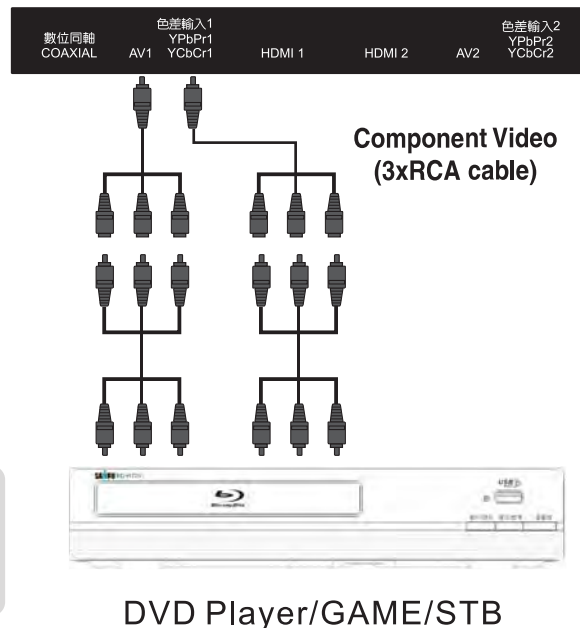 數位同軸
COAXIAL
AV1
色差輸入1
YPbPr1
YCbCr1
HDMI 1
HDMI 2
AV2
色差輸入2
YPbPr2
YCbCr2
Component Video
(3xRCA cable)
DVD Player/GAME/STB